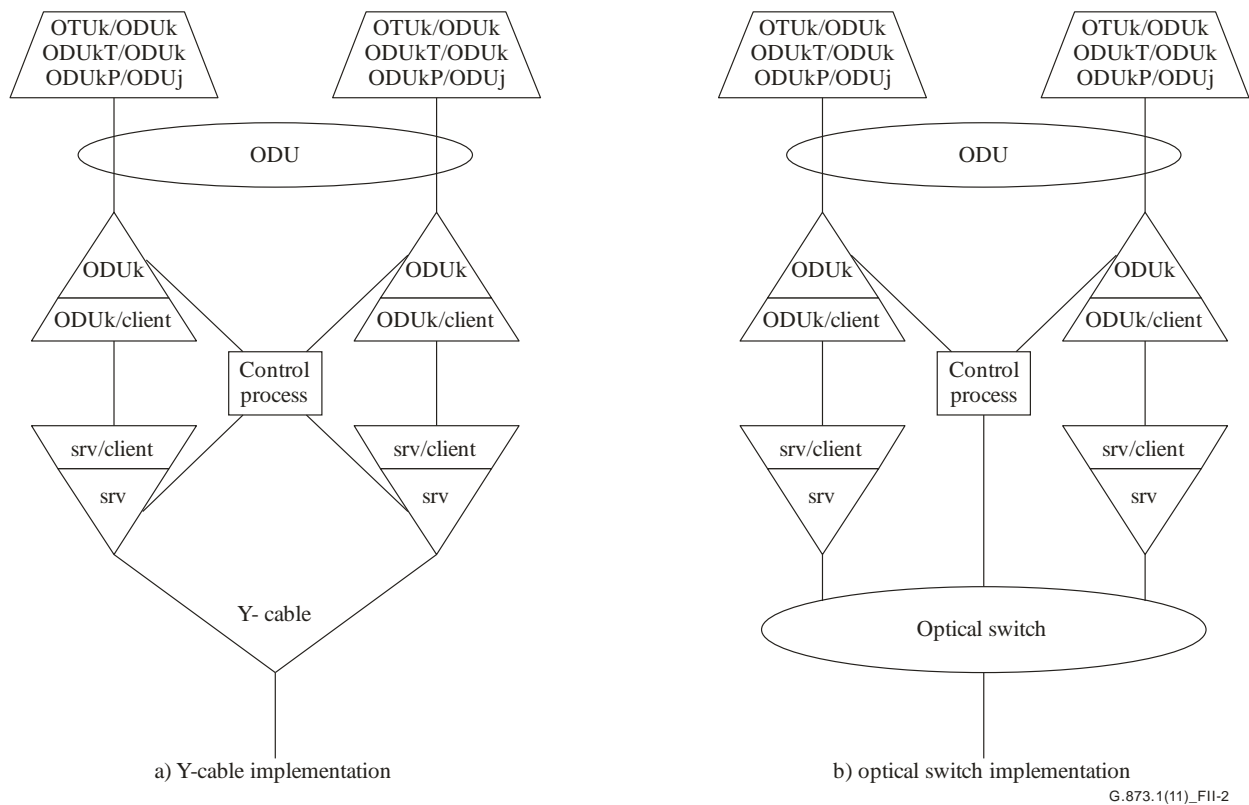 OTUk/ODUk
ODUkT/ODUk
ODUkP/ODUj
OTUk/ODUk
ODUkT/ODUk
ODUkP/ODUj
ODU
ODUk
ODUk/client
ODUk
ODUk/client
Control
process
srv/client
srv
srv/client
srv
Y- cable
a) Y-cable implementation
OTUk/ODUk
ODUkT/ODUk
ODUkP/ODUj
OTUk/ODUk
ODUkT/ODUk
ODUkP/ODUj
ODU
ODUk
ODUk/client
ODUk
ODUk/client
Control
process
srv/client
srv
srv/client
srv
Optical switch
b) optical switch implementation
G.873.1(11)_FII-2